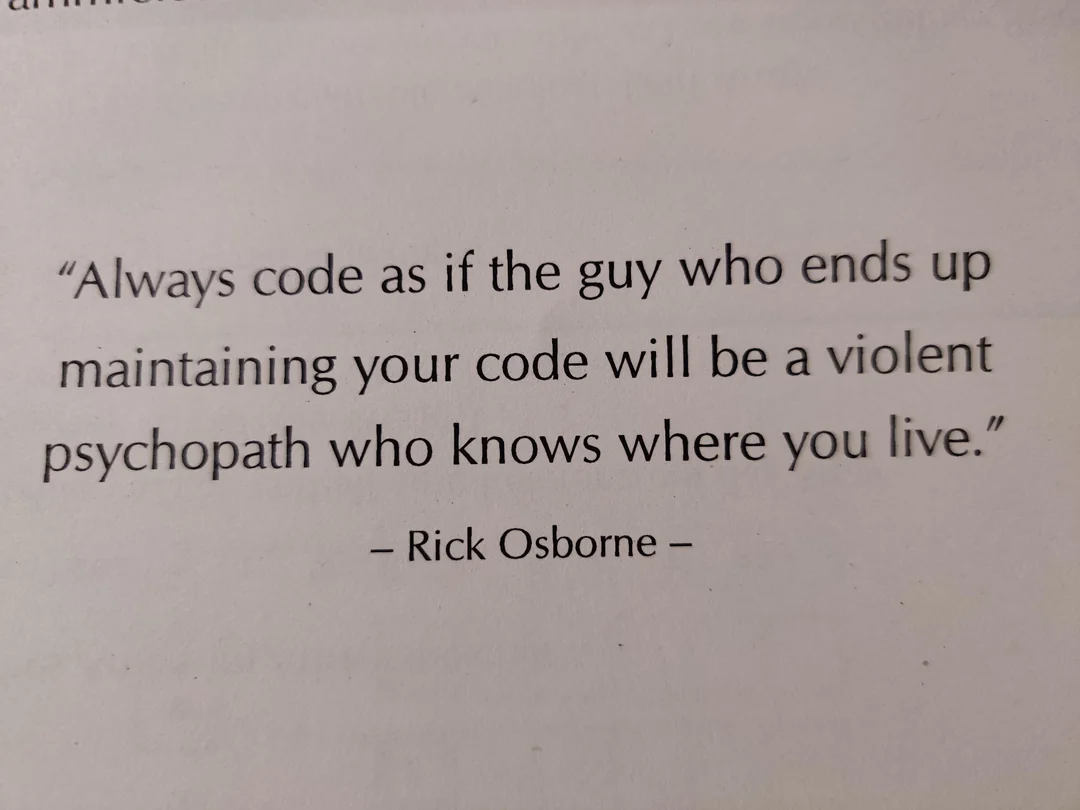 “Always code as if the guy who ends up
maintaining your code will be a violent
psychopath who knows where you live.”
– Rick Osborne –